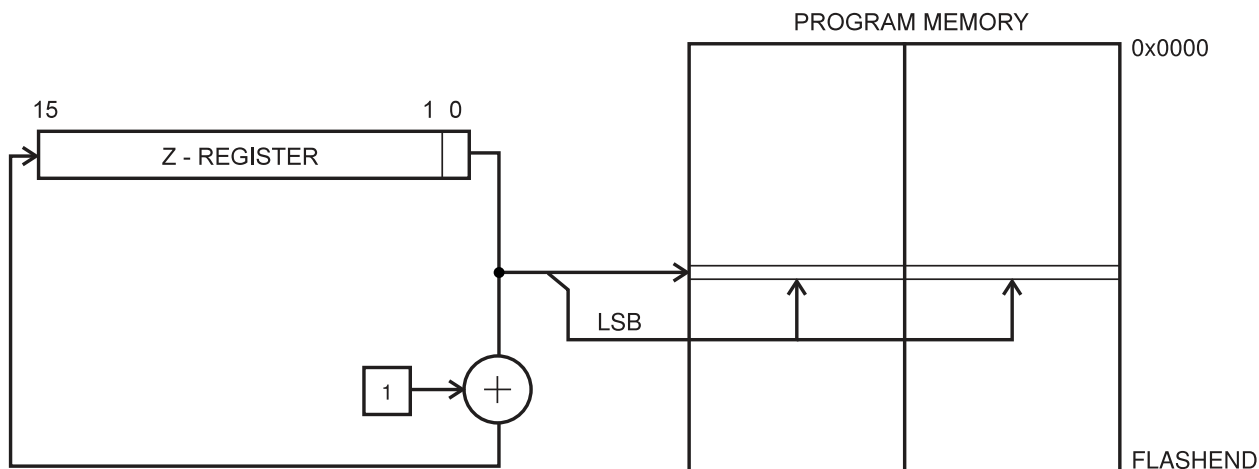 PROGRAM MEMORY
0x0000
15 1 0
Z - REGISTER
LSB
1
FLASHEND